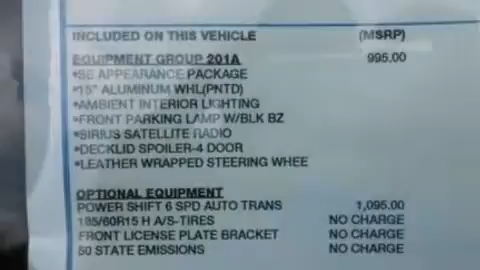 INCLUDED ON THIS VEHICLE (MSRP)
EQUIPMENT GROUP 201A 995.00
*SE APPEARANCE PACKAGE
*15" ALUMINUM WHL(PNTD)
*AMBIENT INTERIOR LIGHTING
*FRONT PARKING LAMP W/BLK BZ
*SIRIUS SATELLITE RADIO
*DECKLID SPOILER-4 DOOR
*LEATHER WRAPPED STEERING WHEE
OPTIONAL EQUIPMENT
POWER SHIFT 6 SPD AUTO TRANS 1,095.00
185/60R15 H A/S-TIRES NO CHARGE
FRONT LICENSE PLATE BRACKET NO CHARGE
50 STATE EMISSIONS NO CHARGE